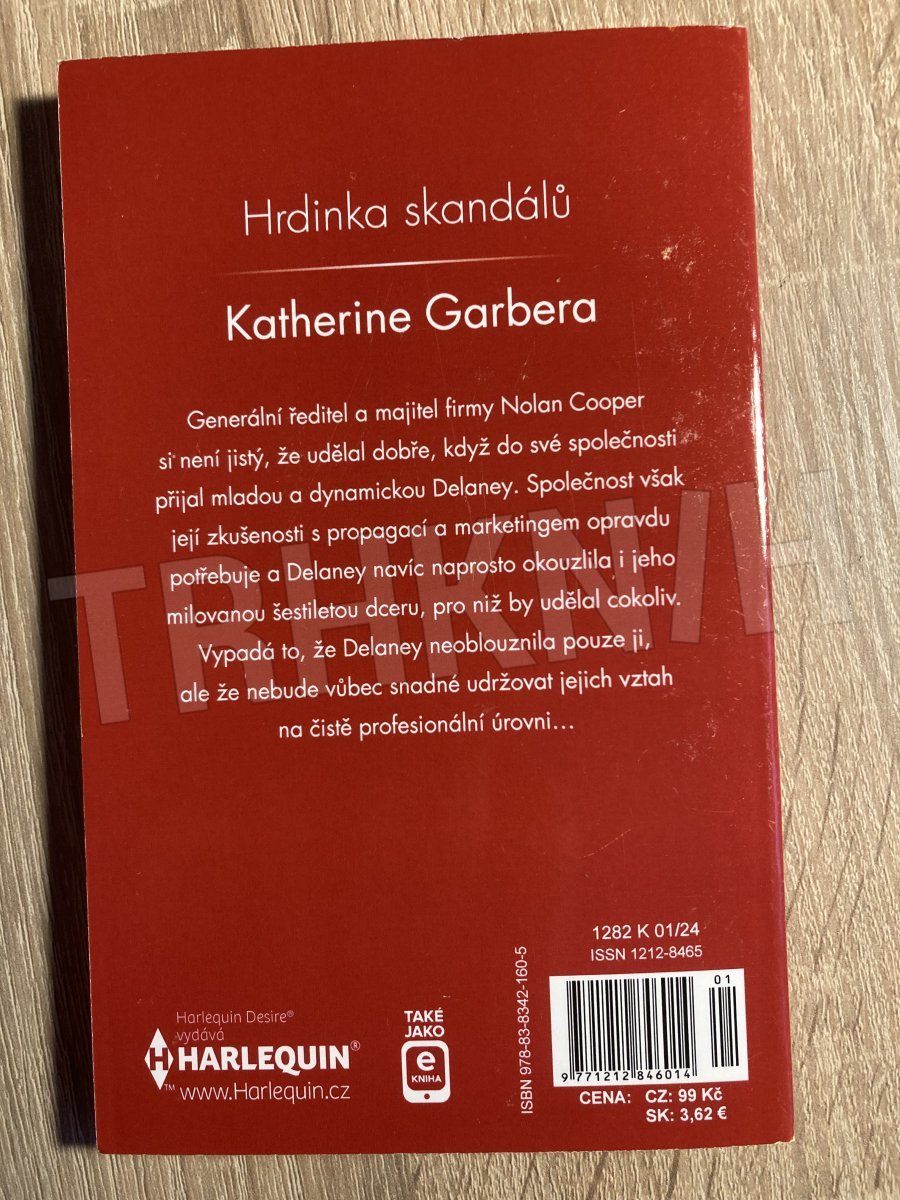 Hrdinka skandálů
Katherine Garbera
Generální ředitel a majitel firmy Nolan Cooper
si není jistý, že udělal dobře, když do své společnosti
přijal mladou a dynamickou Delaney. Společnost však
její zkušenosti s propagací a marketingem opravdu
potřebuje a Delaney navíc naprosto okouzlila i jeho
milovanou šestiletou dceru, pro niž by udělal cokoliv.
Vypadá to, že Delaney neoblouznila pouze ji,
ale že nebude vůbec snadné udržovat jejich vztah
na čistě profesionální úrovni...
TRHKNIH
1282 K 01/24
ISSN 1212-8465
01
9 771212 846014
CENA: CZ: 99 Kč
SK: 3,62 €
ISBN 978-83-8342-160-5
TAKÉ
JAKO
e
KNIHA
Harlequin Desire®
vydává
H HARLEQUIN®
™ www.Harlequin.cz